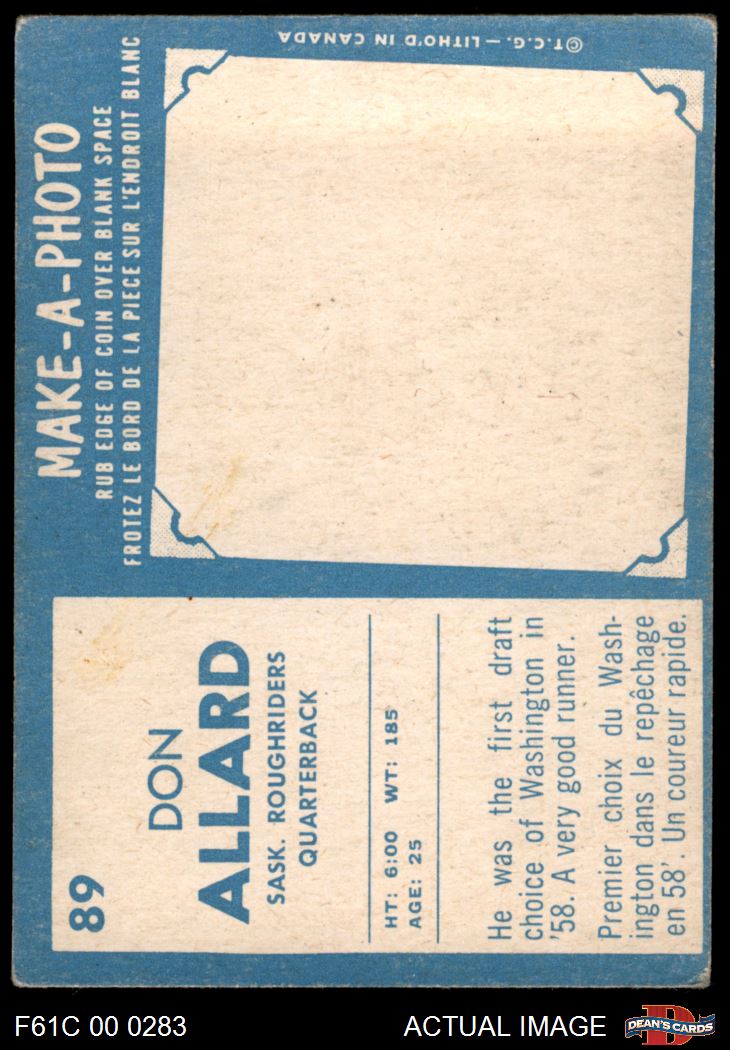 ©T.C.G. – LITHO'D IN CANADA
MAKE-A-PHOTO
RUB EDGE OF COIN OVER BLANK SPACE
FROTEZ LE BORD DE LA PIECE SUR L'ENDROIT BLANC
89
DON
ALLARD
SASK. ROUGHRIDERS
QUARTERBACK
HT: 6:00 WT: 185
AGE: 25
He was the first draft
choice of Washington in
'58. A very good runner.
Premier choix du Wash-
ington dans le repêchage
en 58'. Un coureur rapide.
F61C 00 0283
ACTUAL IMAGE
D
DEAN'S CARDS